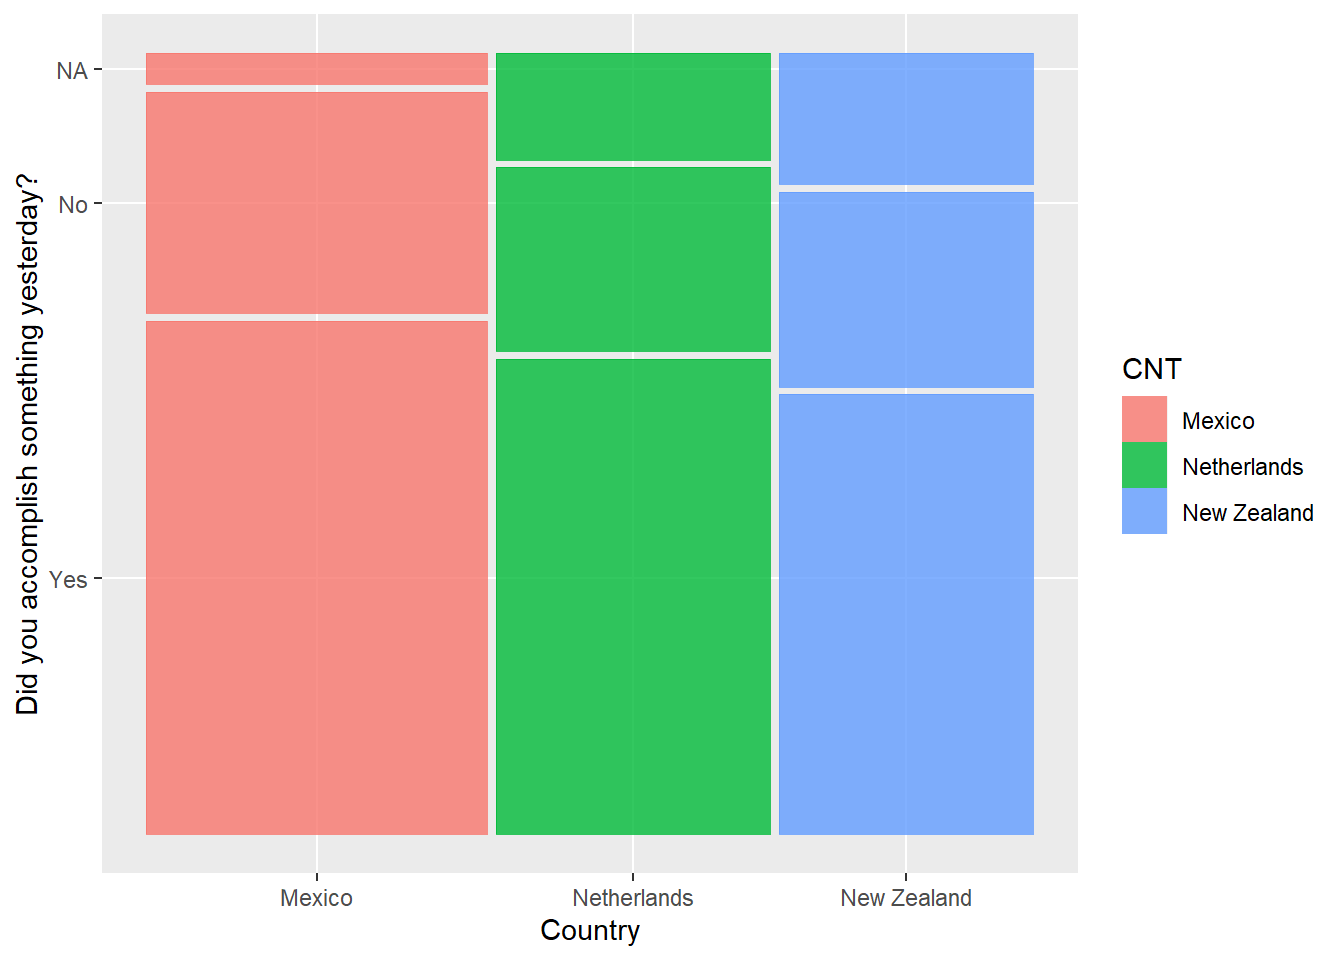 Did you accomplish something yesterday?
NA
No
Yes
Mexico
Netherlands
New Zealand
Country
CNT
Mexico
Netherlands
New Zealand